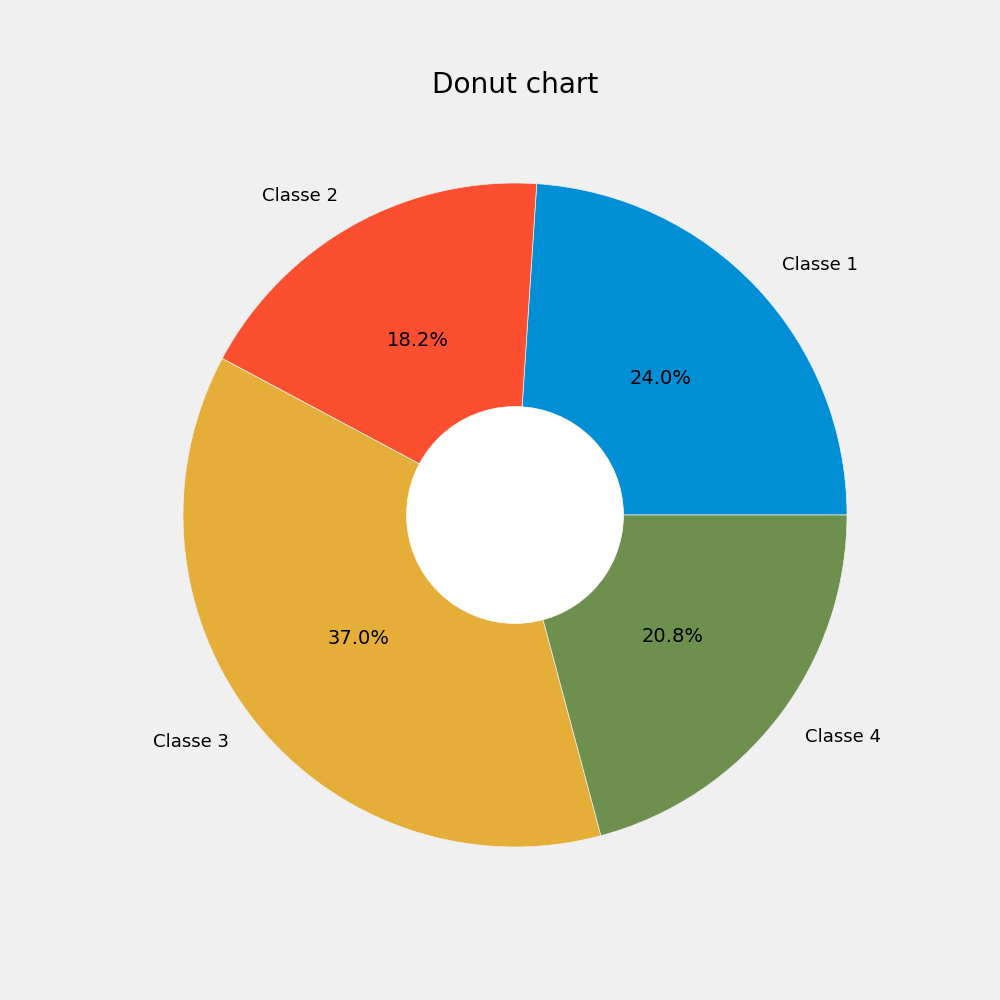 Donut chart
Classe 2
Classe 1
18.2%
24.0%
37.0%
20.8%
Classe 3
Classe 4